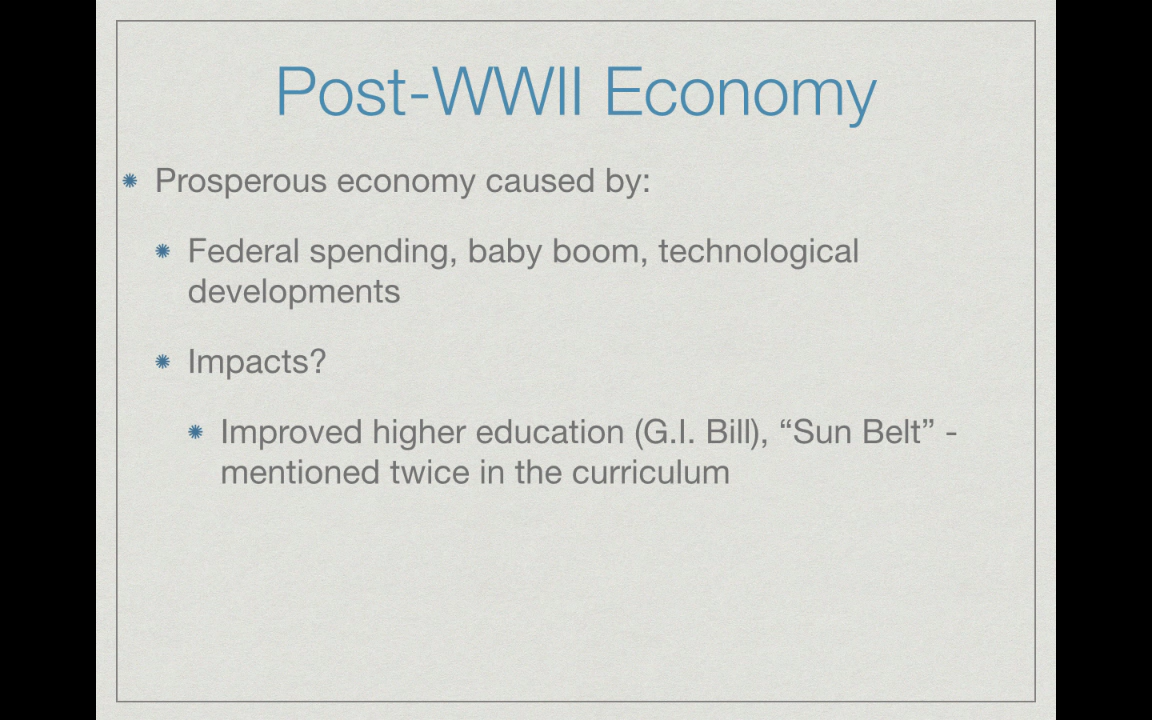 Post-WWII Economy
Prosperous economy caused by:
Federal spending, baby boom, technological
developments
Impacts?
Improved higher education (G.I. Bill), “Sun Belt” -
mentioned twice in the curriculum